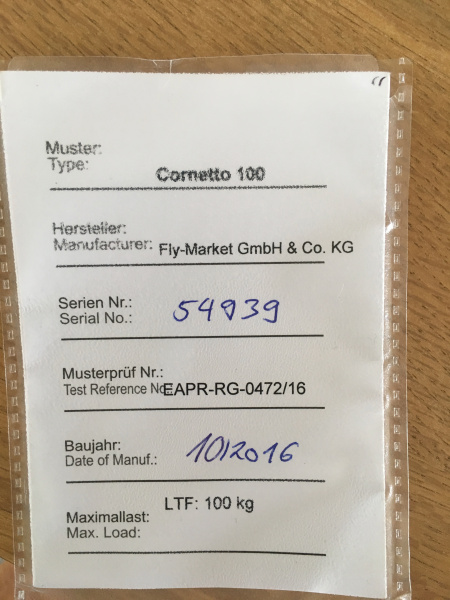 Muster:
Type: Cornetto 100
Hersteller:
Manufacturer: Fly-Market GmbH & Co. KG
Serien Nr.:
Serial No.: 54939
Musterprüf Nr.:
Test Reference No EAPR-RG-0472/16
Baujahr:
Date of Manuf.: 10/2016
LTF: 100 kg
Maximallast:
Max. Load: